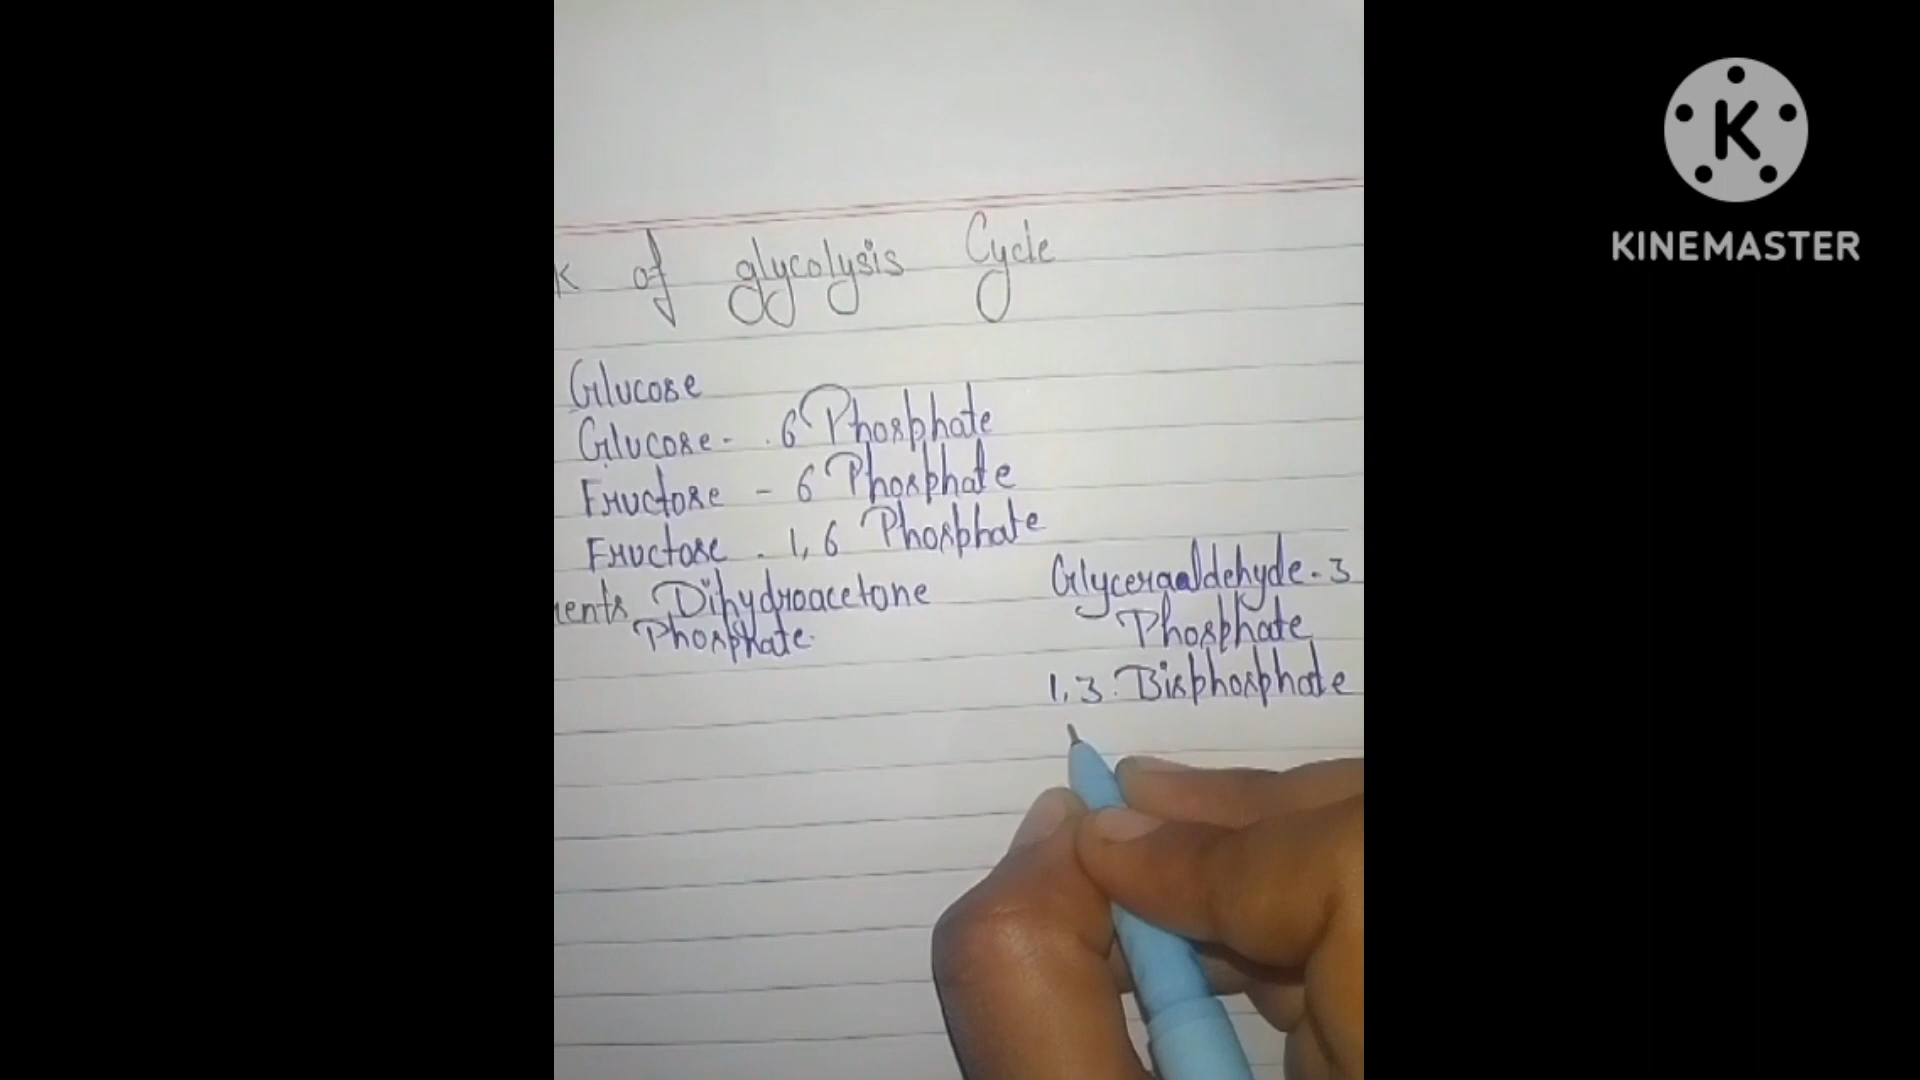 K of glycolysis Cycle
Glucose
Glucose - . 6 Phosphate
Fructose - 6 Phosphate
Fructose . 1,6 Phosphate
ents Dihydroacetone Glyceraaldehyde - 3
Phosphate. Phosphate
1,3. Bisphosphate
K
KINEMASTER